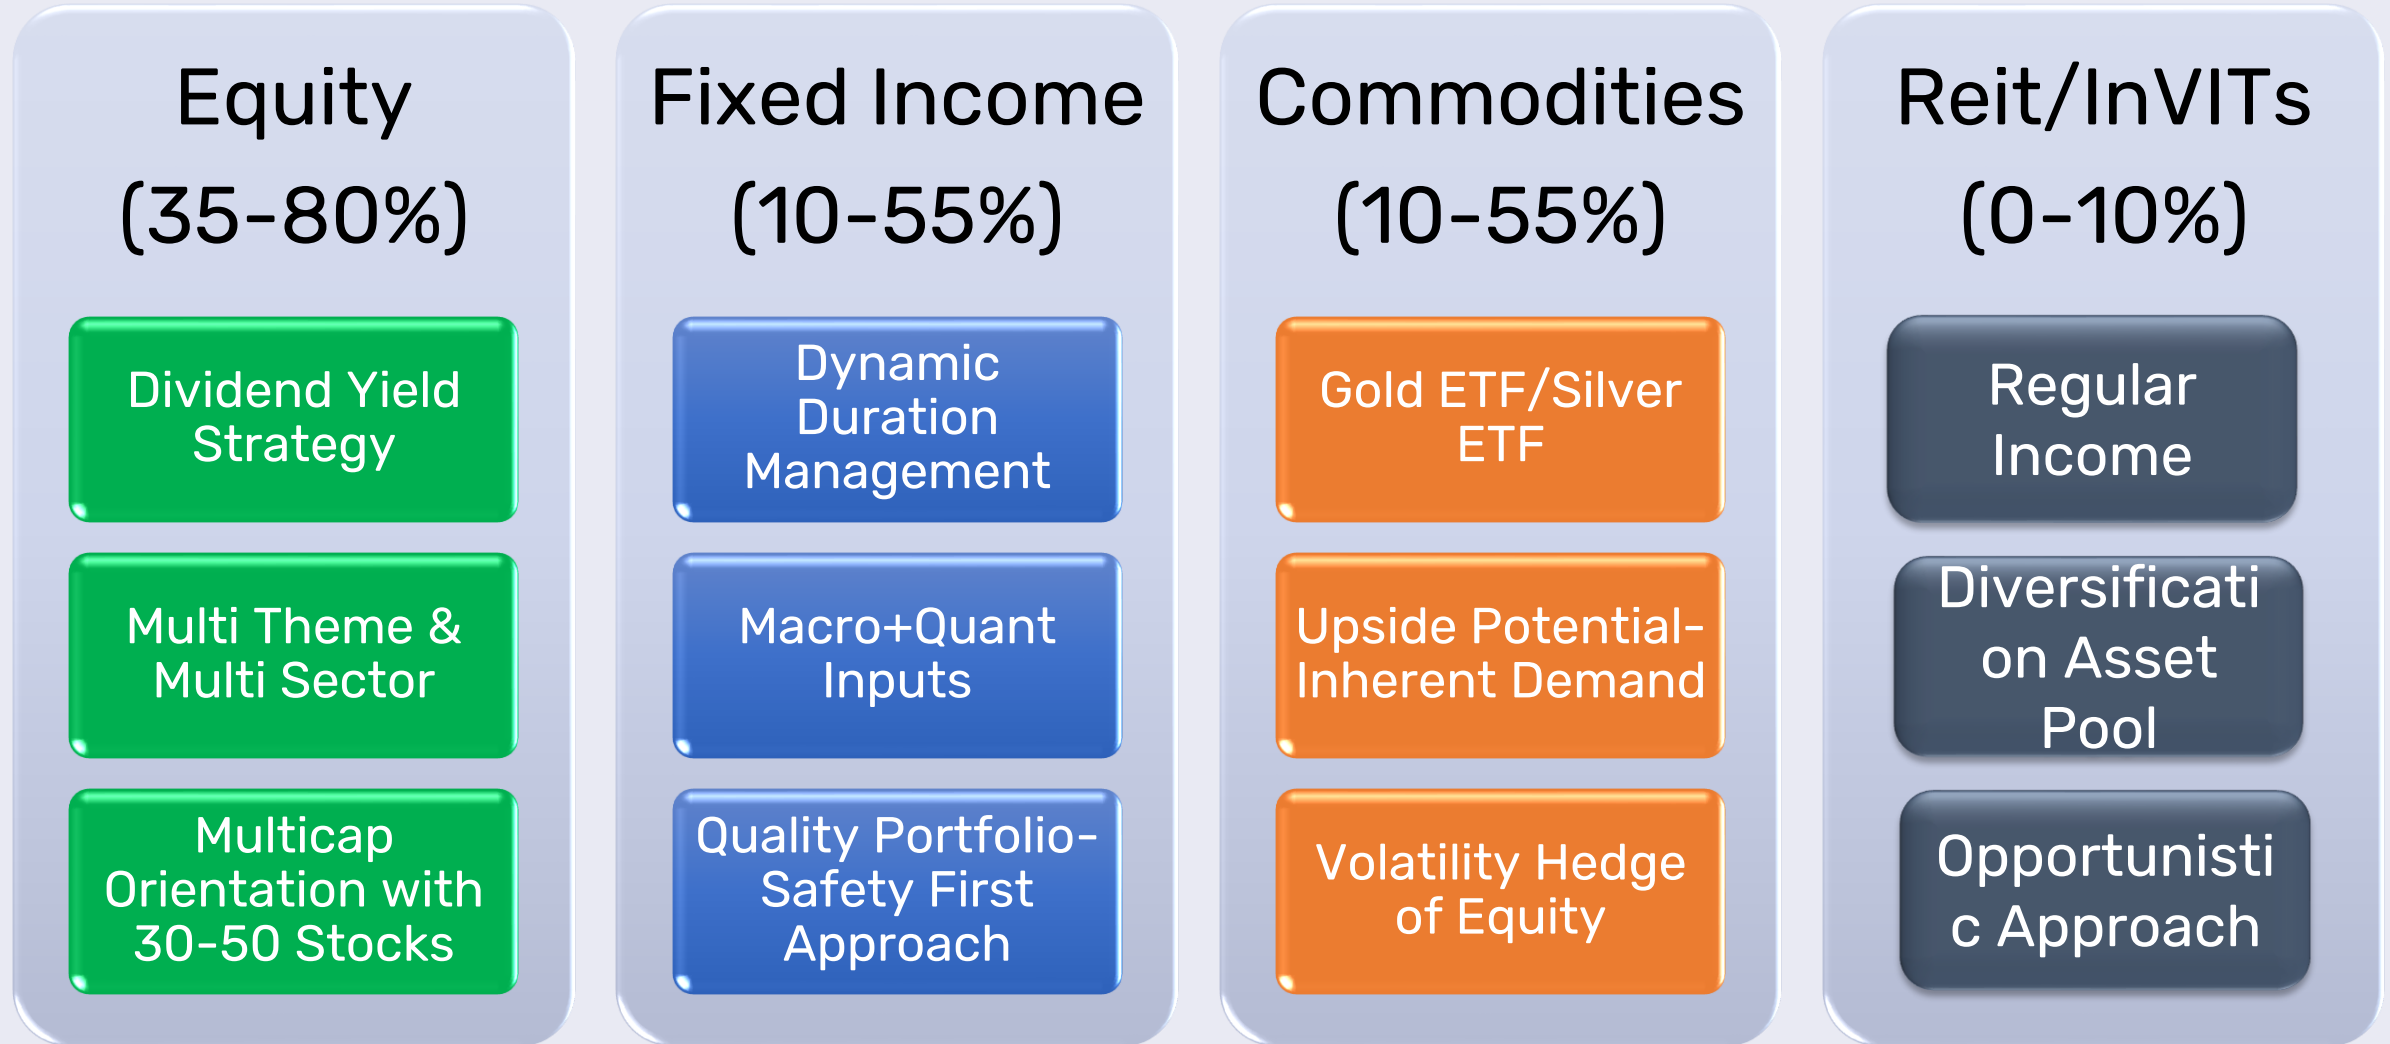 Equity
(35-80%)
Dividend Yield
Strategy
Multi Theme &
Multi Sector
Multicap
Orientation with
30-50 Stocks
Fixed Income
(10-55%)
Dynamic
Duration
Management
Macro+Quant
Inputs
Quality Portfolio-
Safety First
Approach
Commodities
(10-55%)
Gold ETF/Silver
ETF
Upside Potential-
Inherent Demand
Volatility Hedge
of Equity
Reit/InVITs
(0-10%)
Regular
Income
Diversificati
on Asset
Pool
Opportunisti
c Approach